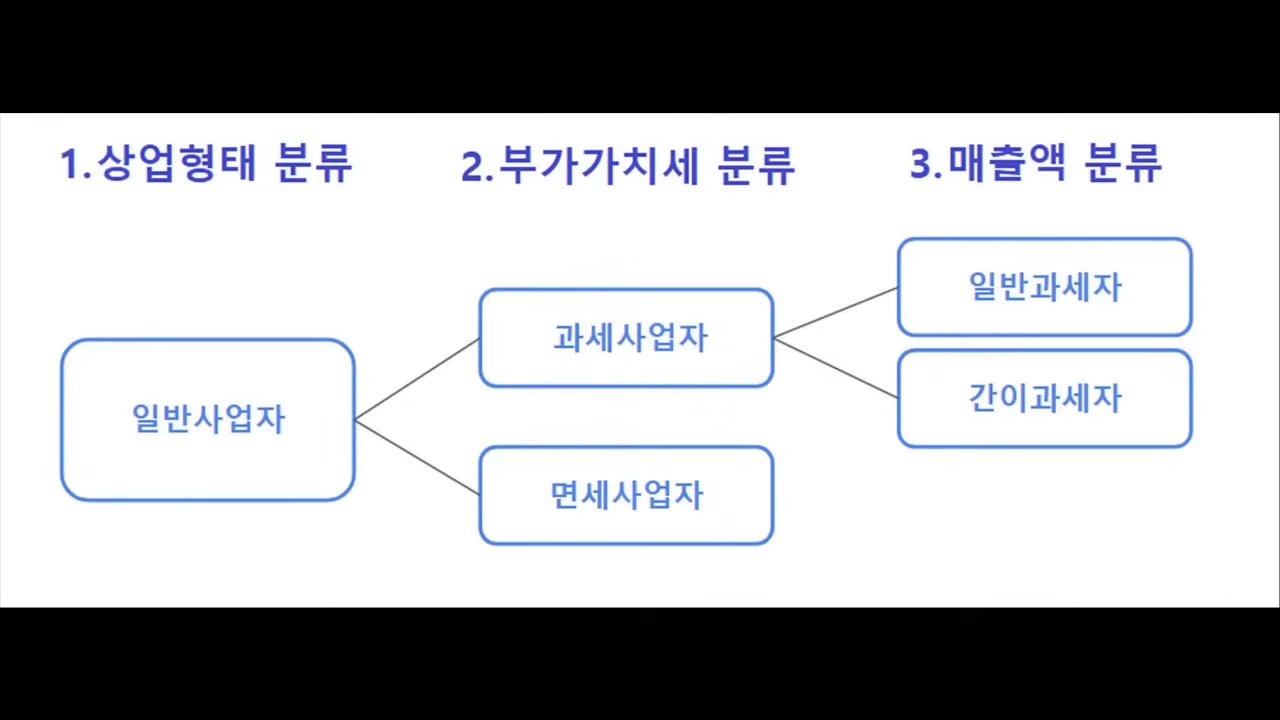 1.상업형태 분류
2.부가가치세 분류
3.매출액 분류
일반사업자
과세사업자
면세사업자
일반과세자
간이과세자